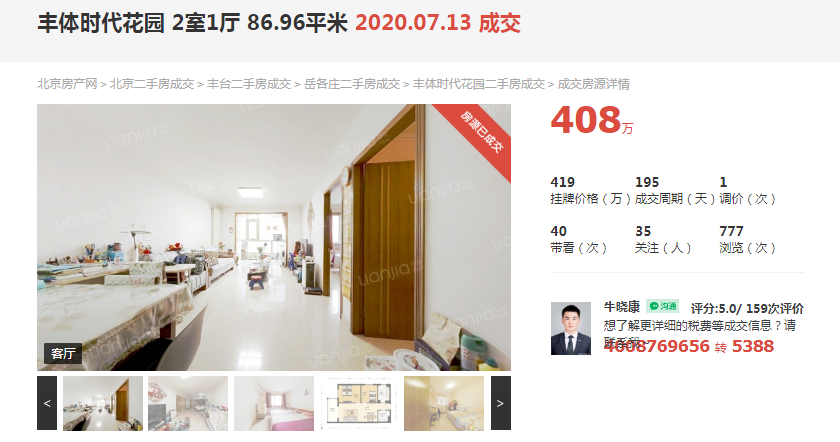 丰体时代花园 2室1厅 86.96平米 2020.07.13 成交
北京房产网 > 北京二手房成交 > 丰台二手房成交 > 岳各庄二手房成交 > 丰体时代花园二手房成交 > 成交房源详情
房源已成交
408万
419 195 1
挂牌价格（万） 成交周期（天） 调价（次）
40 35 777
带看（次） 关注（人） 浏览（次）
lianjia
客厅
牛晓康 沟通 评分:5.0/ 159次评价
想了解更详细的税费等成交信息？请
联系我~
4008769656 转 5388
< >